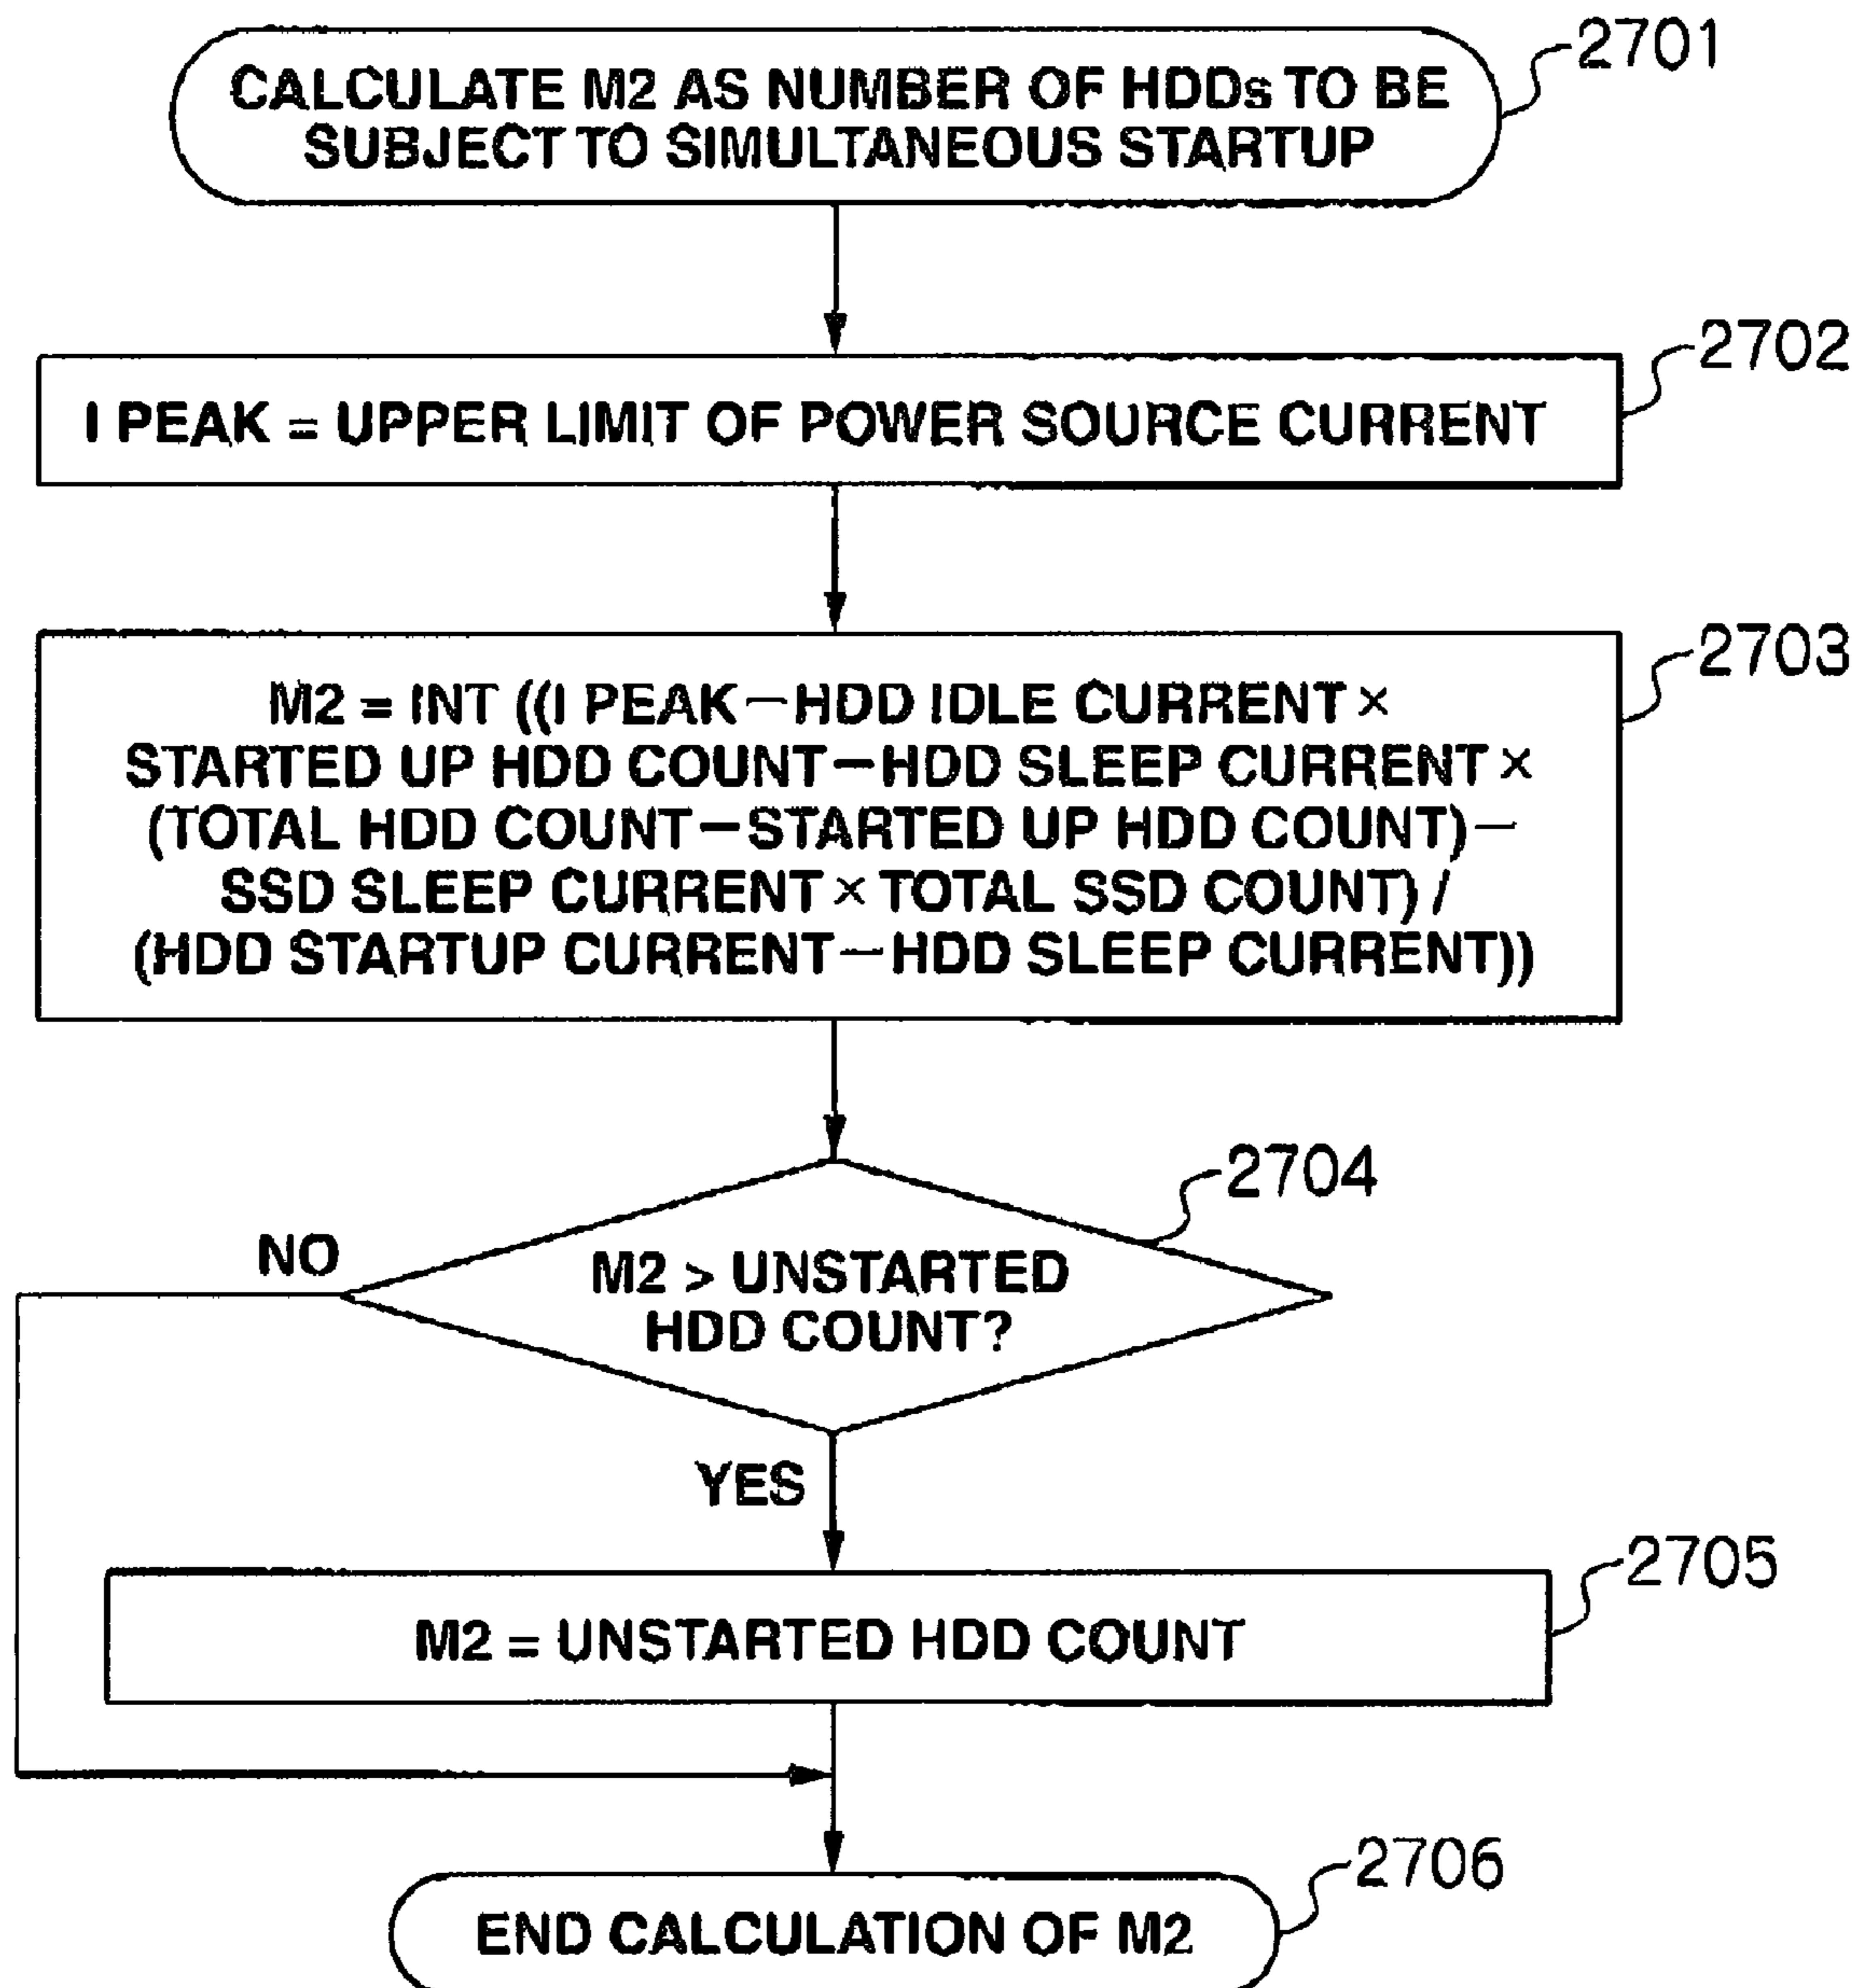 2701
CALCULATE M2 AS NUMBER OF HDDs TO BE
SUBJECT TO SIMULTANEOUS STARTUP
2702
I PEAK = UPPER LIMIT OF POWER SOURCE CURRENT
2703
M2 = INT ((I PEAK－HDD IDLE CURRENT ×
STARTED UP HDD COUNT－HDD SLEEP CURRENT ×
(TOTAL HDD COUNT－STARTED UP HDD COUNT)－
SSD SLEEP CURRENT × TOTAL SSD COUNT) /
(HDD STARTUP CURRENT－HDD SLEEP CURRENT))
2704
NO
M2 > UNSTARTED
HDD COUNT?
YES
2705
M2 = UNSTARTED HDD COUNT
2706
END CALCULATION OF M2